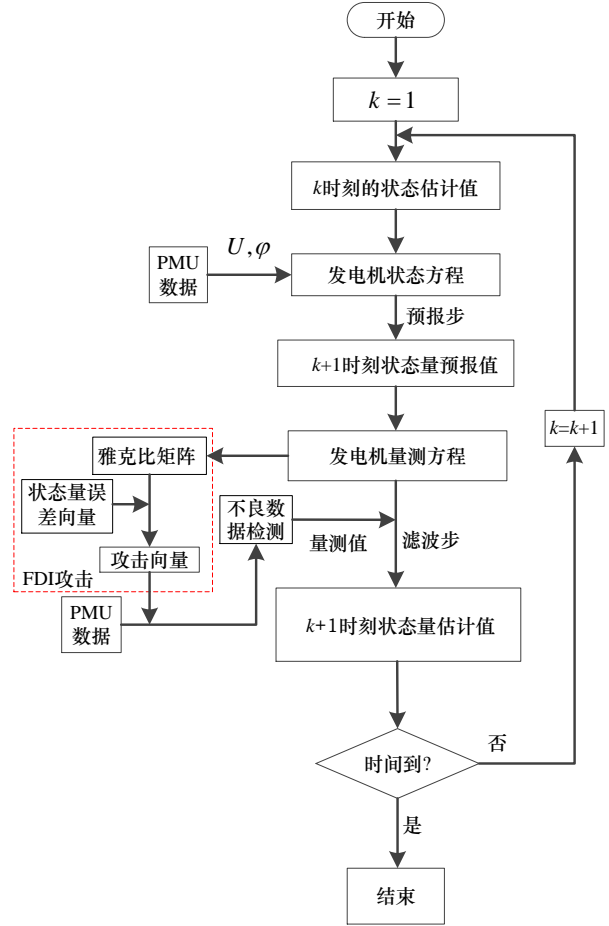 开始
k = 1
k时刻的状态估计值
PMU
数据
U,φ
发电机状态方程
预报步
k+1时刻状态量预报值
k=k+1
雅克比矩阵
发电机量测方程
状态量误
差向量
不良数
据检测
量测值
滤波步
攻击向量
FDI攻击
PMU
数据
k+1时刻状态量估计值
否
时间到?
是
结束